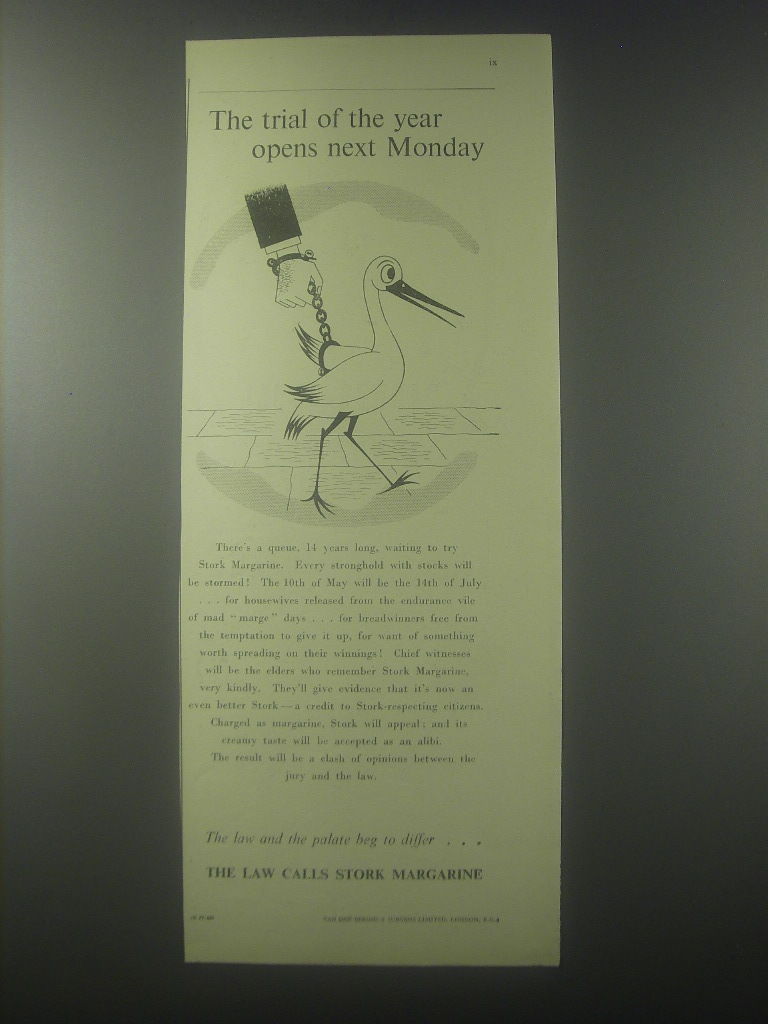 ix
The trial of the year
opens next Monday
There's a queue, 14 years long, waiting to try
Stork Margarine. Every stronghold with stocks will
be stormed! The 10th of May will be the 14th of July
. . . for housewives released from the endurance vile
of mad "marge" days . . . for breadwinners free from
the temptation to give it up, for want of something
worth spreading on their winnings! Chief witnesses
will be the elders who remember Stork Margarine,
very kindly. They'll give evidence that it's now an
even better Stork — a credit to Stork-respecting citizens.
Charged as margarine, Stork will appeal; and its
creamy taste will be accepted as an alibi.
The result will be a clash of opinions between the
jury and the law.
The law and the palate beg to differ . . .
THE LAW CALLS STORK MARGARINE
VAN DEN BERGHS & JURGENS LIMITED, LONDON, E.C.4